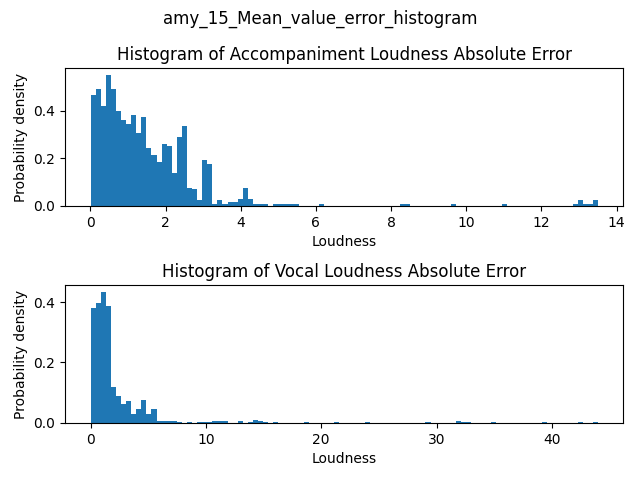 amy_15_Mean_value_error_histogram
Histogram of Accompaniment Loudness Absolute Error
Probability density
0.4
0.2
0.0
0 2 4 6 8 10 12 14
Loudness
Histogram of Vocal Loudness Absolute Error
Probability density
0.4
0.2
0.0
0 10 20 30 40
Loudness